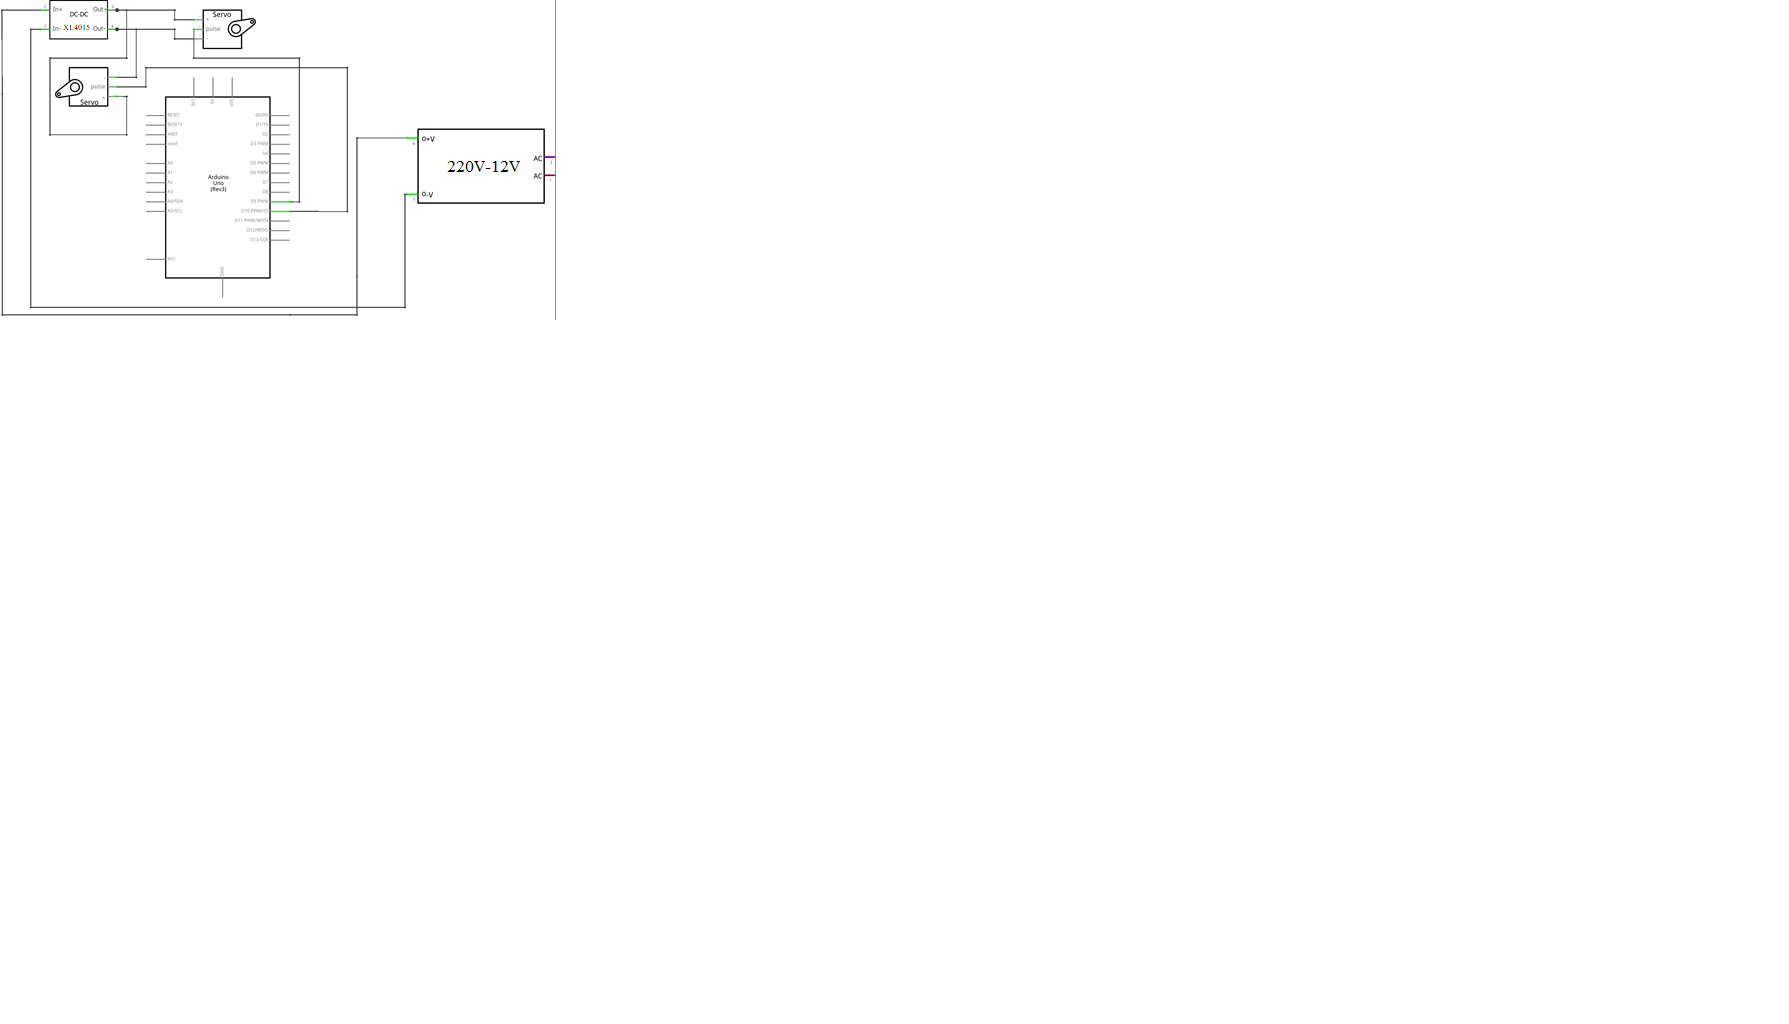 In+ Out+
DC-DC
XL4015
In- Out-
Servo
+
pulse
-
-
pulse
+
Servo
3V3 5V VIN
RESET D0/RX
RESET2 D1/TX
AREF D2
ioref D3 PWM
D4
A0 D5 PWM
A1 D6 PWM
A2 D7
A3 D8
A4/SDA D9 PWM
A5/SCL D10 PWM/SS
D11 PWM/MOSI
D12/MISO
D13/SCK
Arduino
Uno
(Rev3)
N/C
GND
o+V
220V-12V
AC
AC
o-V